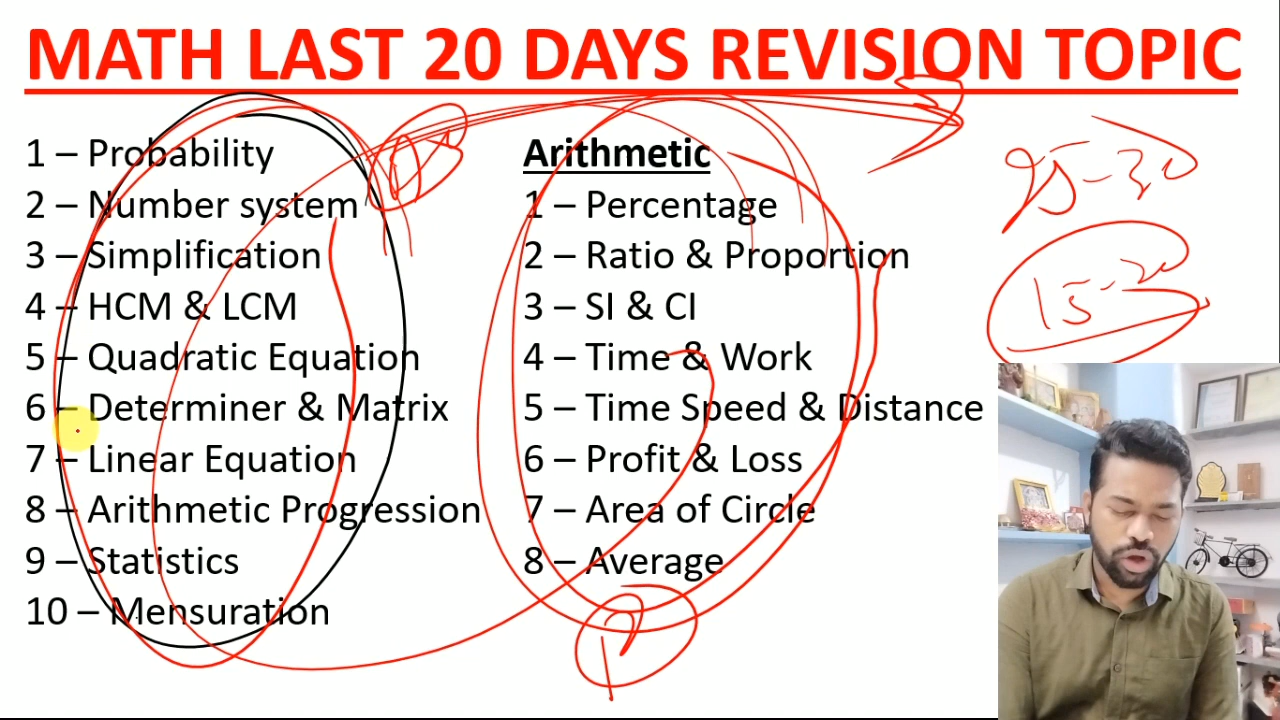 MATH LAST 20 DAYS REVISION TOPIC
1 – Probability
2 – Number system
3 – Simplification
4 – HCM & LCM
5 – Quadratic Equation
6 – Determiner & Matrix
7 – Linear Equation
8 – Arithmetic Progression
9 – Statistics
10 – Mensuration
Arithmetic
1 – Percentage
2 – Ratio & Proportion
3 – SI & CI
4 – Time & Work
5 – Time Speed & Distance
6 – Profit & Loss
7 – Area of Circle
8 – Average
25-30
15-20